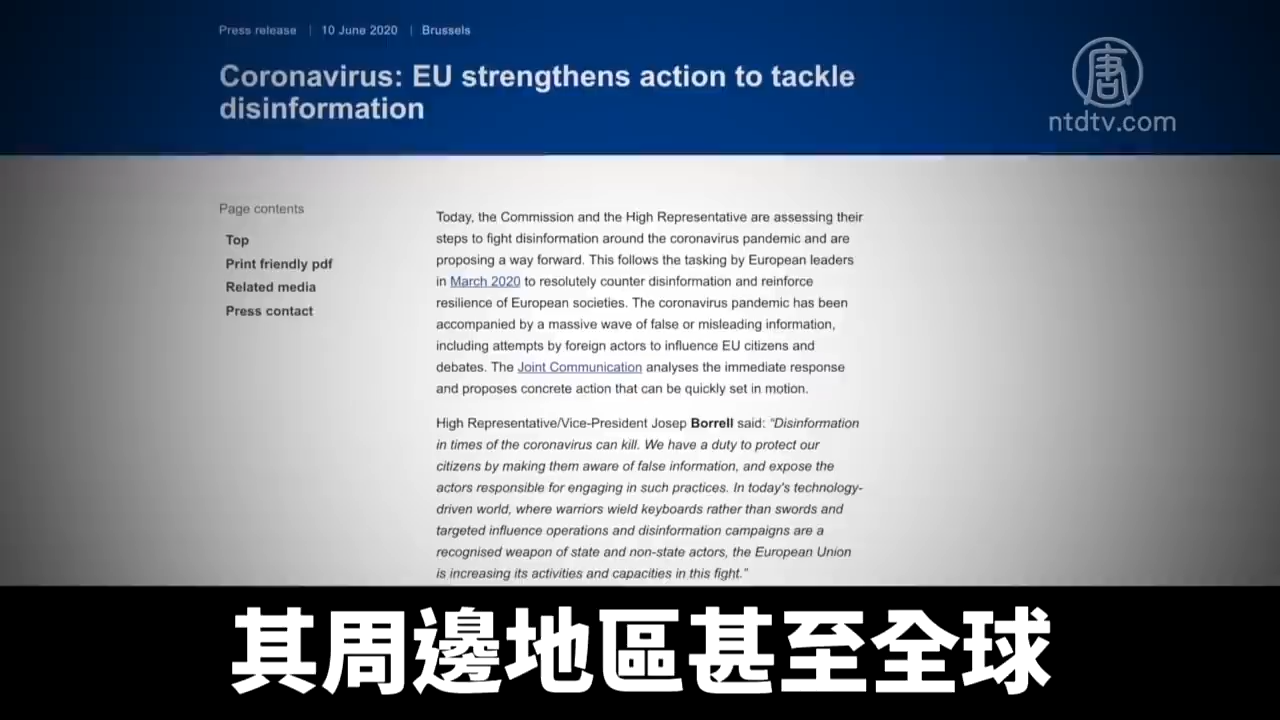 Press release | 10 June 2020 | Brussels
Coronavirus: EU strengthens action to tackle
disinformation
唐
ntdtv.com
Page contents
Top
Print friendly pdf
Related media
Press contact
Today, the Commission and the High Representative are assessing their
steps to fight disinformation around the coronavirus pandemic and are
proposing a way forward. This follows the tasking by European leaders
in March 2020 to resolutely counter disinformation and reinforce
resilience of European societies. The coronavirus pandemic has been
accompanied by a massive wave of false or misleading information,
including attempts by foreign actors to influence EU citizens and
debates. The Joint Communication analyses the immediate response
and proposes concrete action that can be quickly set in motion.
High Representative/Vice-President Josep Borrell said: “Disinformation
in times of the coronavirus can kill. We have a duty to protect our
citizens by making them aware of false information, and expose the
actors responsible for engaging in such practices. In today's technology-
driven world, where warriors wield keyboards rather than swords and
targeted influence operations and disinformation campaigns are a
recognised weapon of state and non-state actors, the European Union
is increasing its activities and capacities in this fight.”
其周邊地區甚至全球